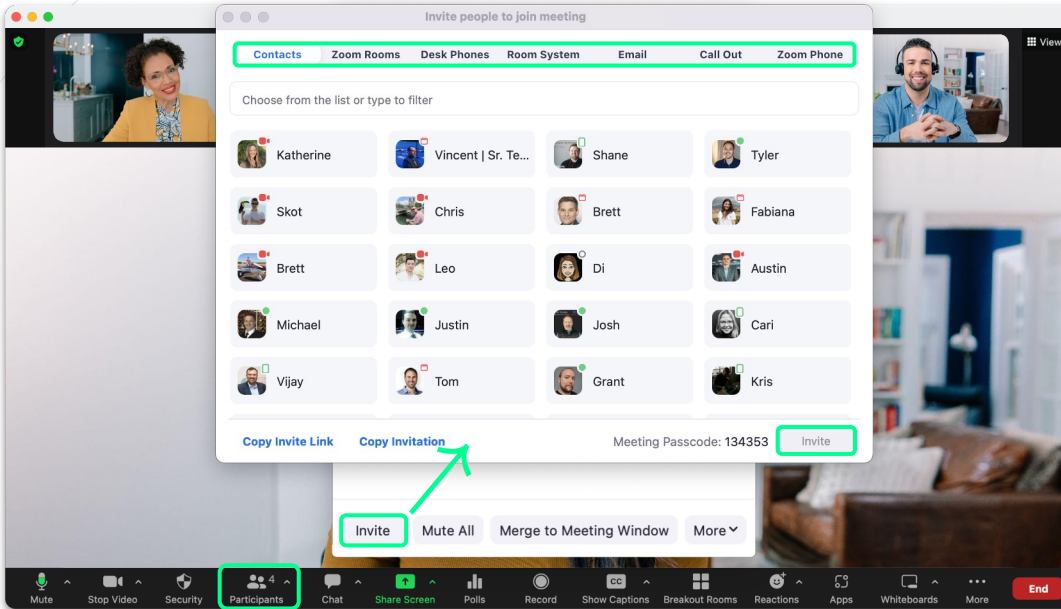 Invite people to join meeting
View
Contacts Zoom Rooms Desk Phones Room System Email Call Out Zoom Phone
Choose from the list or type to filter
Katherine Vincent | Sr. Te... Shane Tyler
Skot Chris Brett Fabiana
Brett Leo Di Austin
Michael Justin Josh Cari
Vijay Tom Grant Kris
Copy Invite Link Copy Invitation Meeting Passcode: 134353 Invite
Invite Mute All Merge to Meeting Window More
4 CC
Mute Stop Video Security Participants Chat Share Screen Polls Record Show Captions Breakout Rooms Reactions Apps Whiteboards More End